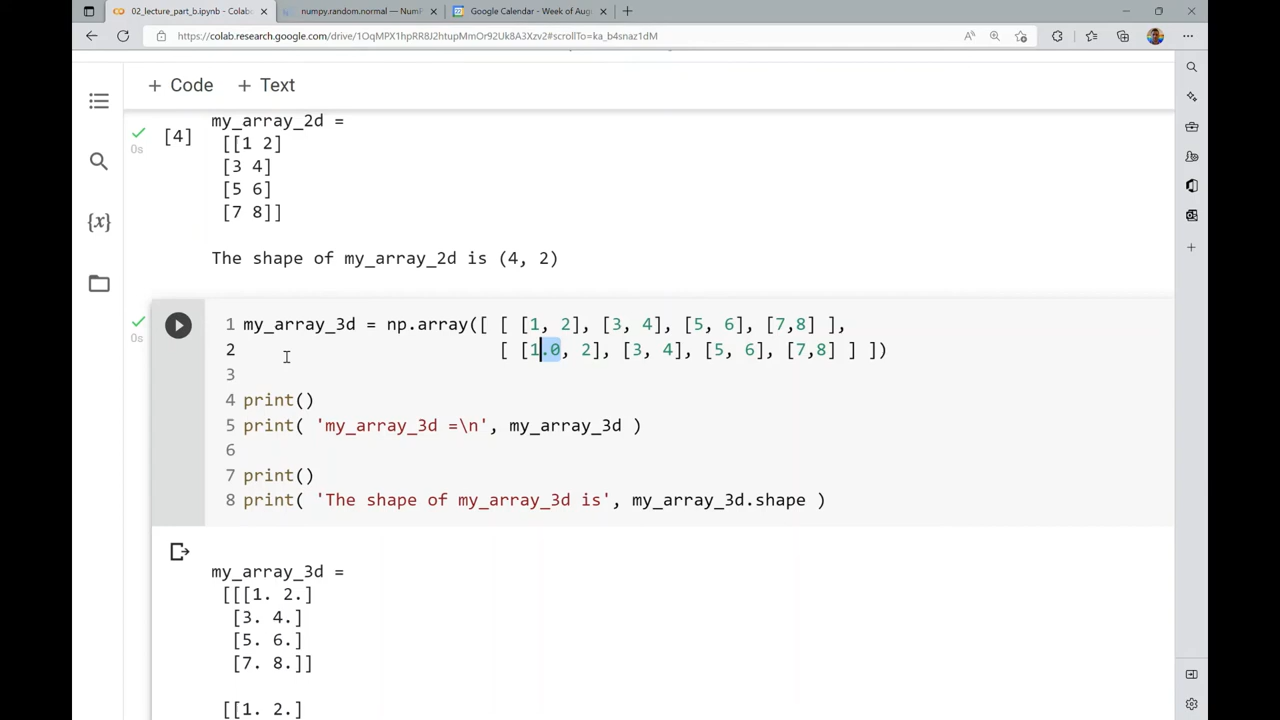 02_lecture_part_b.ipynb - Colab
numpy.random.normal — NumP
Google Calendar - Week of Aug
https://colab.research.google.com/drive/1OqMPX1hpRR8J2htupMmOr92Uk8A3Xzv2#scrollTo=ka_b4snaz1dM
+ Code + Text
[4]
0s
my_array_2d =
[[1 2]
[3 4]
[5 6]
[7 8]]
The shape of my_array_2d is (4, 2)
0s
1 my_array_3d = np.array([ [ [1, 2], [3, 4], [5, 6], [7,8] ],
2 [ [1.0, 2], [3, 4], [5, 6], [7,8] ] ])
3
4 print()
5 print( 'my_array_3d =\n', my_array_3d )
6
7 print()
8 print( 'The shape of my_array_3d is', my_array_3d.shape )
my_array_3d =
[[[1. 2.]
[3. 4.]
[5. 6.]
[7. 8.]]
[[1. 2.]